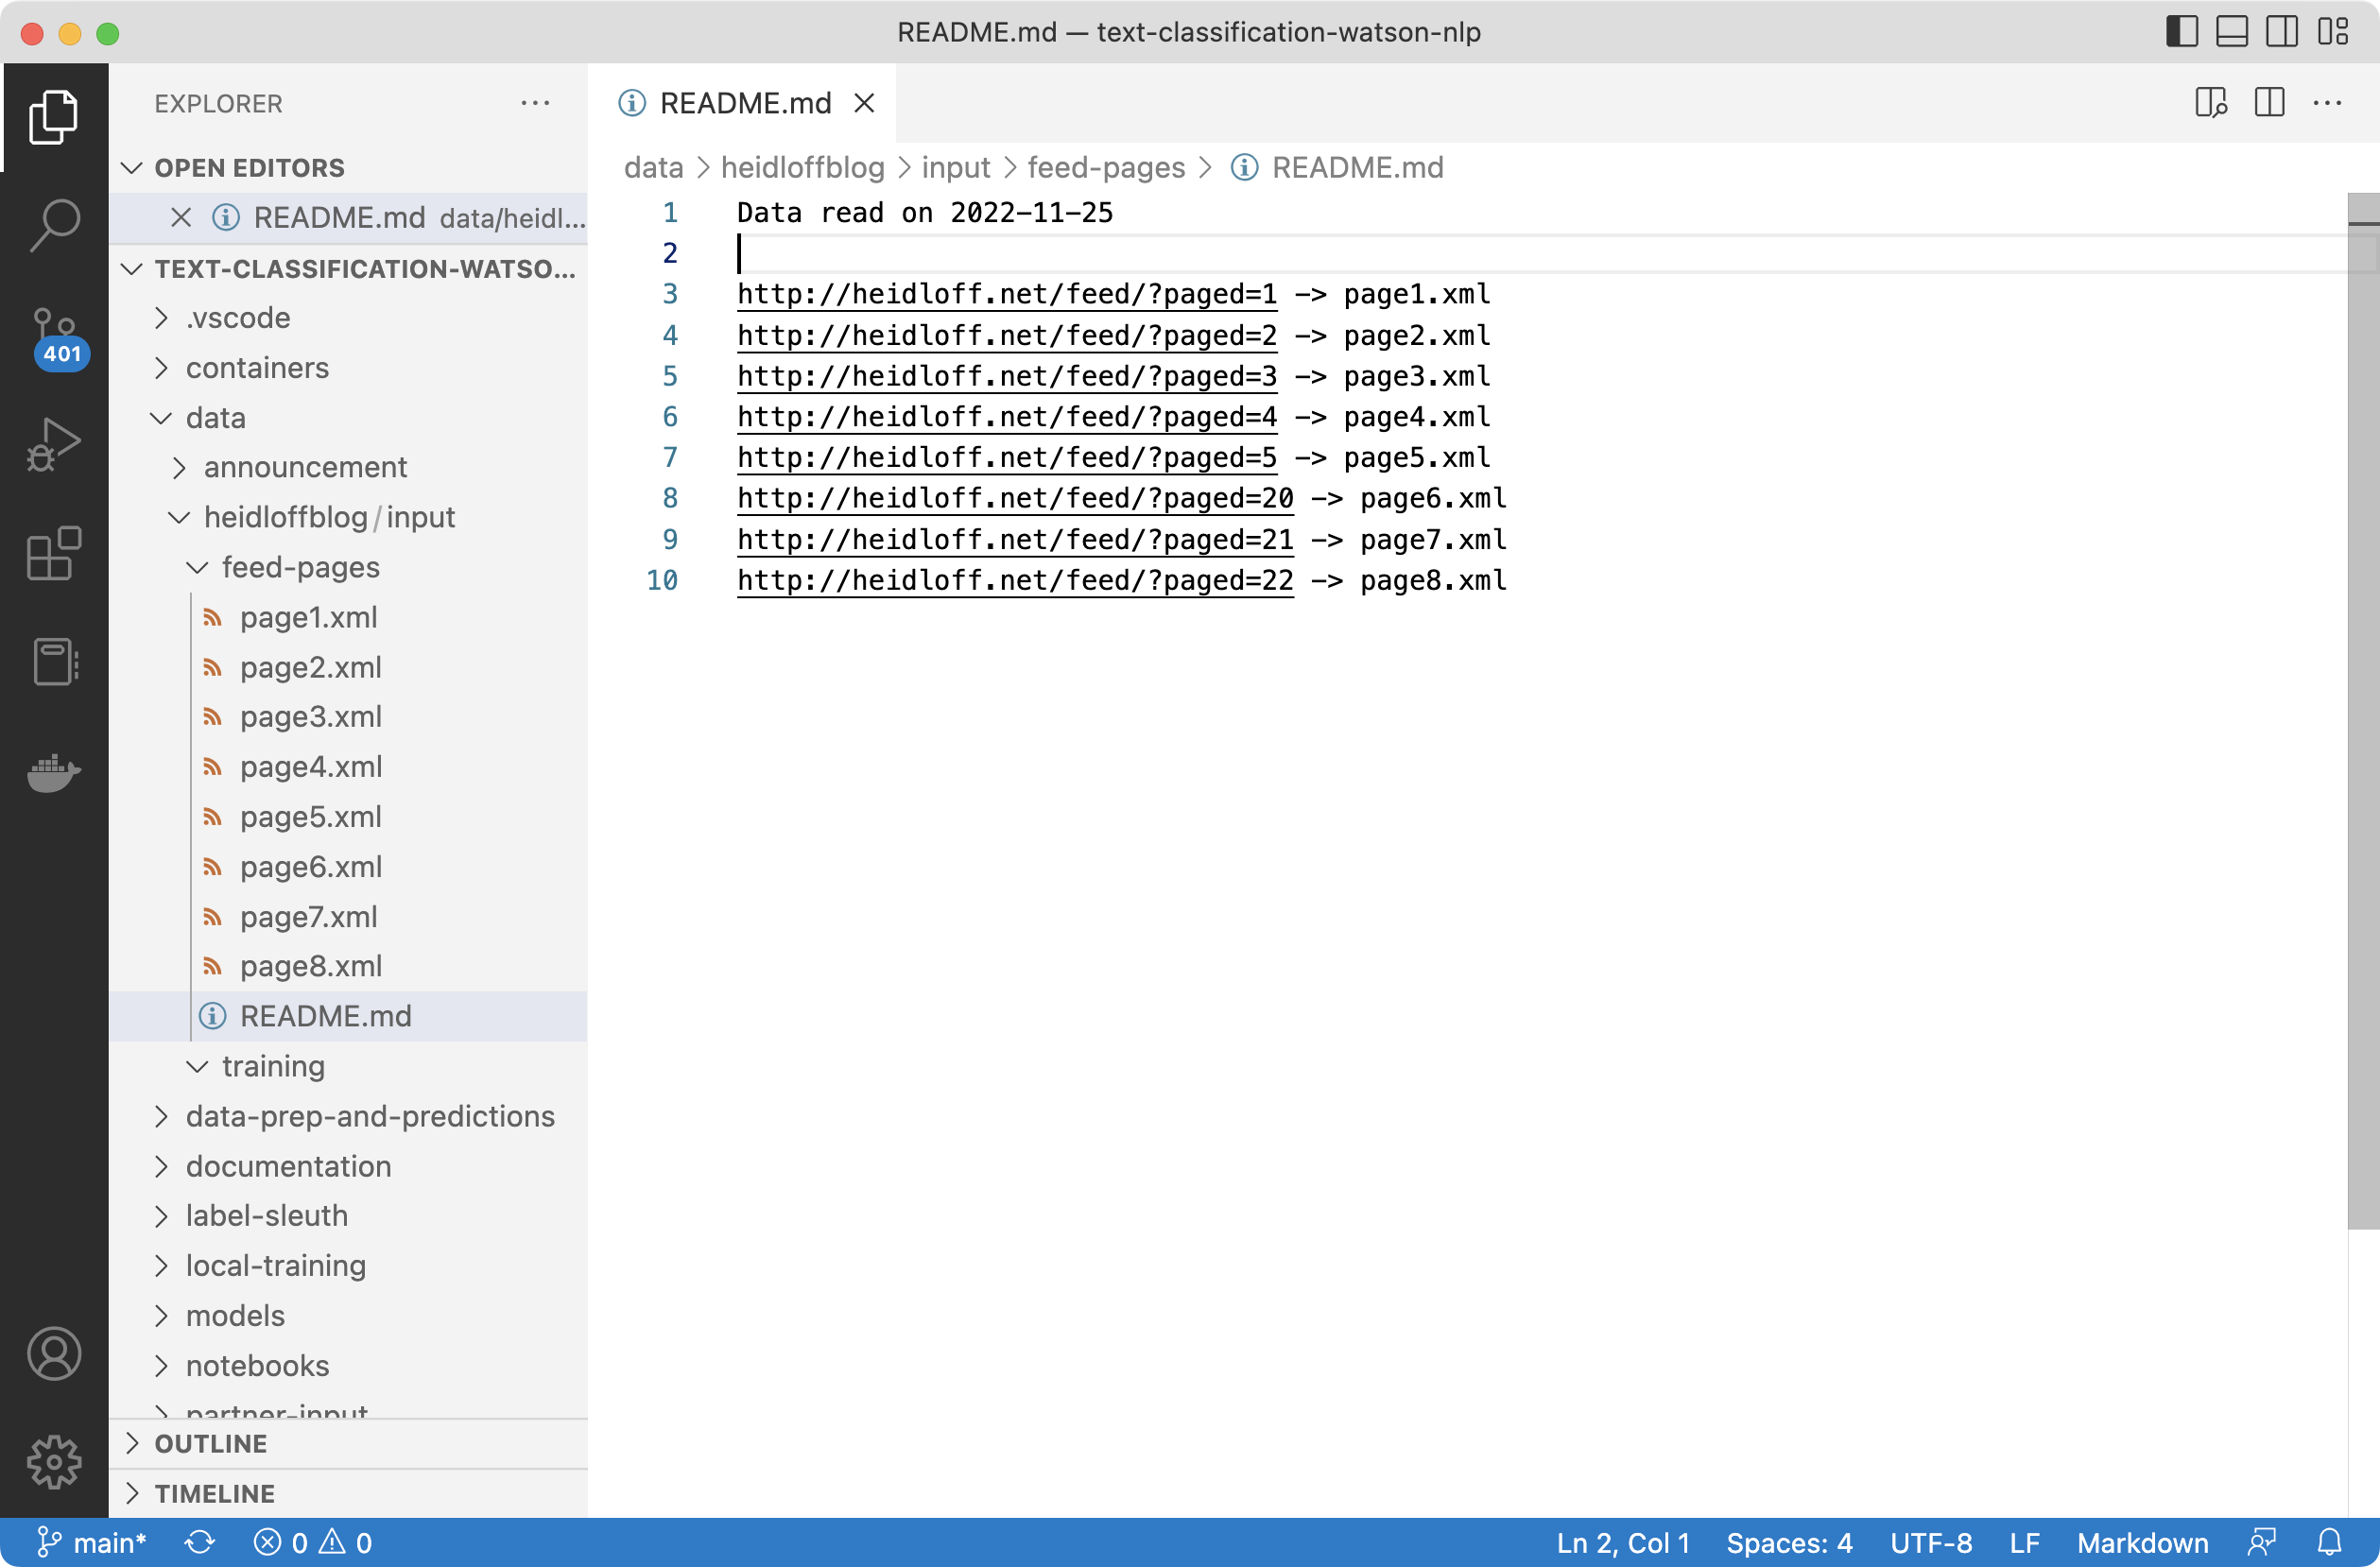 README.md — text-classification-watson-nlp
EXPLORER
OPEN EDITORS
README.md data/heidl...
TEXT-CLASSIFICATION-WATSO...
.vscode
containers
data
announcement
heidloffblog/input
feed-pages
page1.xml
page2.xml
page3.xml
page4.xml
page5.xml
page6.xml
page7.xml
page8.xml
README.md
training
data-prep-and-predictions
documentation
label-sleuth
local-training
models
notebooks
partner-input
OUTLINE
TIMELINE
401
README.md
data > heidloffblog > input > feed-pages > README.md
1 Data read on 2022-11-25
2
3 http://heidloff.net/feed/?paged=1 -> page1.xml
4 http://heidloff.net/feed/?paged=2 -> page2.xml
5 http://heidloff.net/feed/?paged=3 -> page3.xml
6 http://heidloff.net/feed/?paged=4 -> page4.xml
7 http://heidloff.net/feed/?paged=5 -> page5.xml
8 http://heidloff.net/feed/?paged=20 -> page6.xml
9 http://heidloff.net/feed/?paged=21 -> page7.xml
10 http://heidloff.net/feed/?paged=22 -> page8.xml
main* 0 0 Ln 2, Col 1 Spaces: 4 UTF-8 LF Markdown